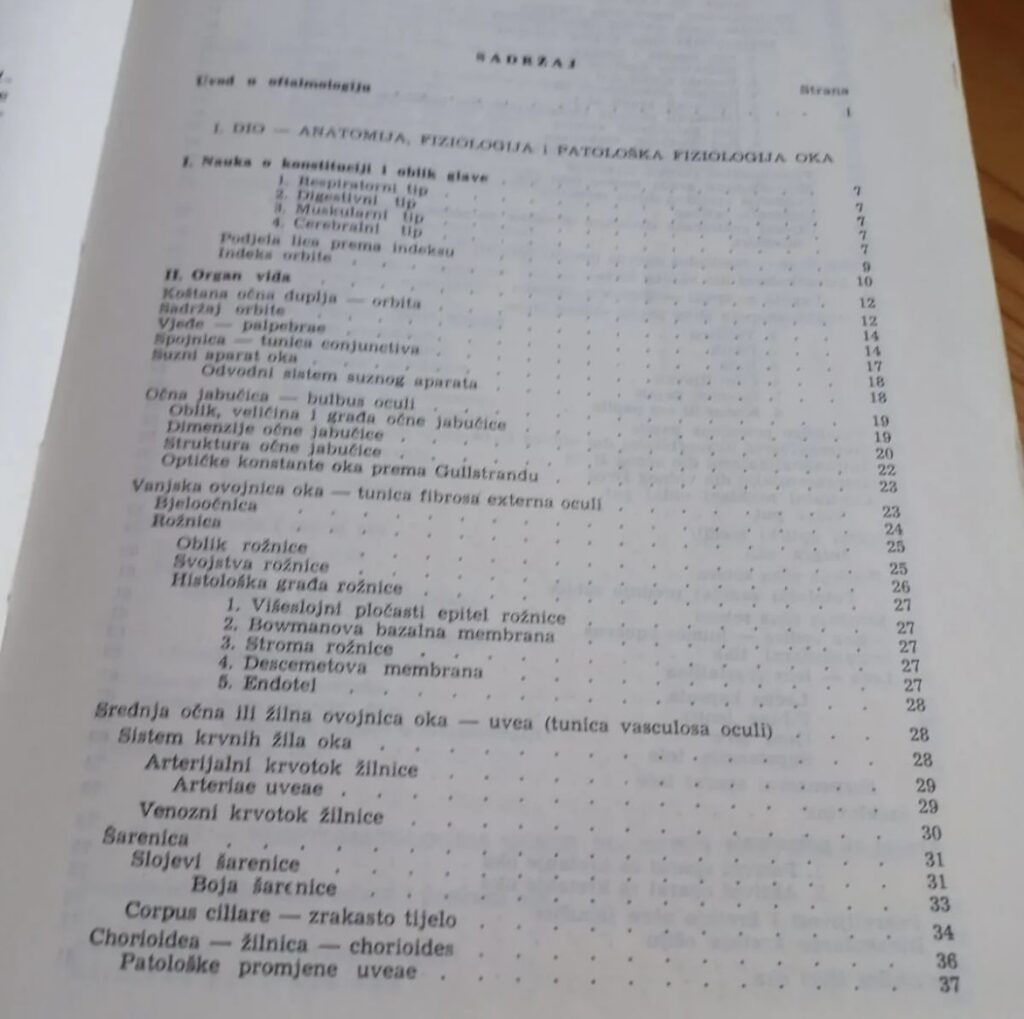 SADRŽAJ
Strana
Uvod u oftalmologiju . . . . . . . . . . 1
I. DIO — ANATOMIJA, FIZIOLOGIJA I PATOLOŠKA FIZIOLOGIJA OKA
I. Nauka o konstituciji i oblik glave . . . . . . . . . . 7
1. Respiratorni tip . . . . . . . . . . 7
2. Digestivni tip . . . . . . . . . . 7
3. Muskularni tip . . . . . . . . . . 7
4. Cerebralni tip . . . . . . . . . . 7
Podjela lica prema indeksu . . . . . . . . . . 9
Indeks orbite . . . . . . . . . . 10
II. Organ vida . . . . . . . . . . 12
Koštana očna duplja — orbita . . . . . . . . . . 12
Sadržaj orbite . . . . . . . . . . 14
Vjeđe — palpebrae . . . . . . . . . . 14
Spojnica — tunica conjunctiva . . . . . . . . . . 17
Suzni aparat oka . . . . . . . . . . 18
Odvodni sistem suznog aparata . . . . . . . . . . 18
Očna jabučica — bulbus oculi . . . . . . . . . . 19
Oblik, veličina i građa očne jabučice . . . . . . . . . . 19
Dimenzije očne jabučice . . . . . . . . . . 20
Struktura očne jabučice . . . . . . . . . . 22
Optičke konstante oka prema Gullstrandu . . . . . . . . . . 23
Vanjska ovojnica oka — tunica fibrosa externa oculi . . . . . . . . 23
Bjeloočnica . . . . . . . . . . 24
Rožnica . . . . . . . . . . 25
Oblik rožnice . . . . . . . . . . 25
Svojstva rožnice . . . . . . . . . . 26
Histološka građa rožnice . . . . . . . . . . 27
1. Višeslojni pločasti epitel rožnice . . . . . . . . 27
2. Bowmanova bazalna membrana . . . . . . . . 27
3. Stroma rožnice . . . . . . . . . . 27
4. Descemetova membrana . . . . . . . . . . 27
5. Endotel . . . . . . . . . . 28
Srednja očna ili žilna ovojnica oka — uvea (tunica vasculosa oculi) . . . 28
Sistem krvnih žila oka . . . . . . . . . . 28
Arterijalni krvotok žilnice . . . . . . . . . . 29
Arteriae uveae . . . . . . . . . . 29
Venozni krvotok žilnice . . . . . . . . . . 30
Šarenica . . . . . . . . . . 31
Slojevi šarenice . . . . . . . . . . 31
Boja šarenice . . . . . . . . . . 33
Corpus ciliare — zrakasto tijelo . . . . . . . . . . 34
Chorioidea — žilnica — chorioides . . . . . . . . . . 36
Patološke promjene uveae . . . . . . . . . . 37